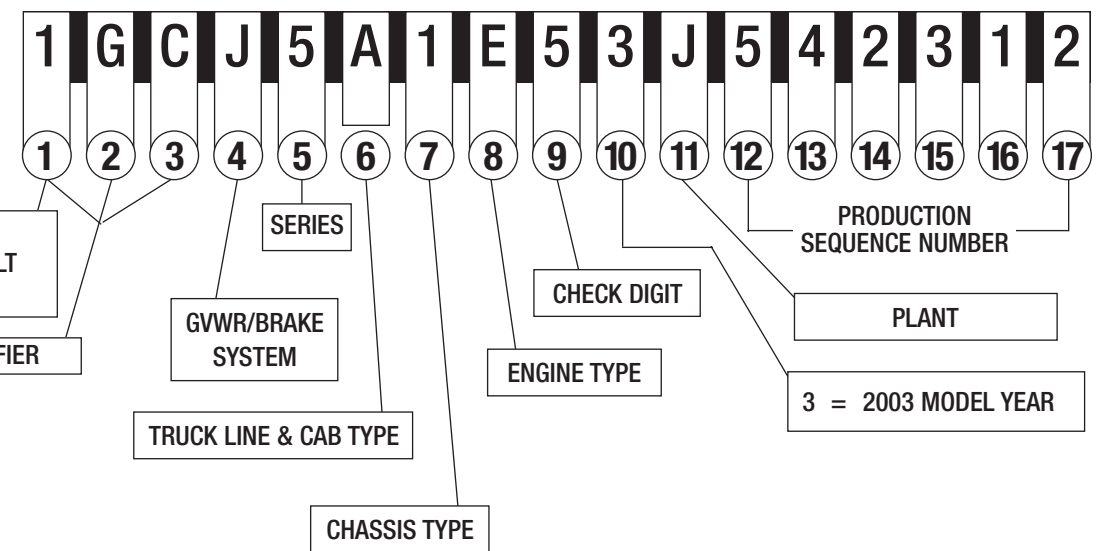 1 G C J 5 A 1 E 5 3 J 5 4 2 3 1 2
1 2 3 4 5 6 7 8 9 10 11 12 13 14 15 16 17
SERIES
PRODUCTION
SEQUENCE NUMBER
LT
CHECK DIGIT
PLANT
GVWR/BRAKE
SYSTEM
FIER
ENGINE TYPE
3 = 2003 MODEL YEAR
TRUCK LINE & CAB TYPE
CHASSIS TYPE